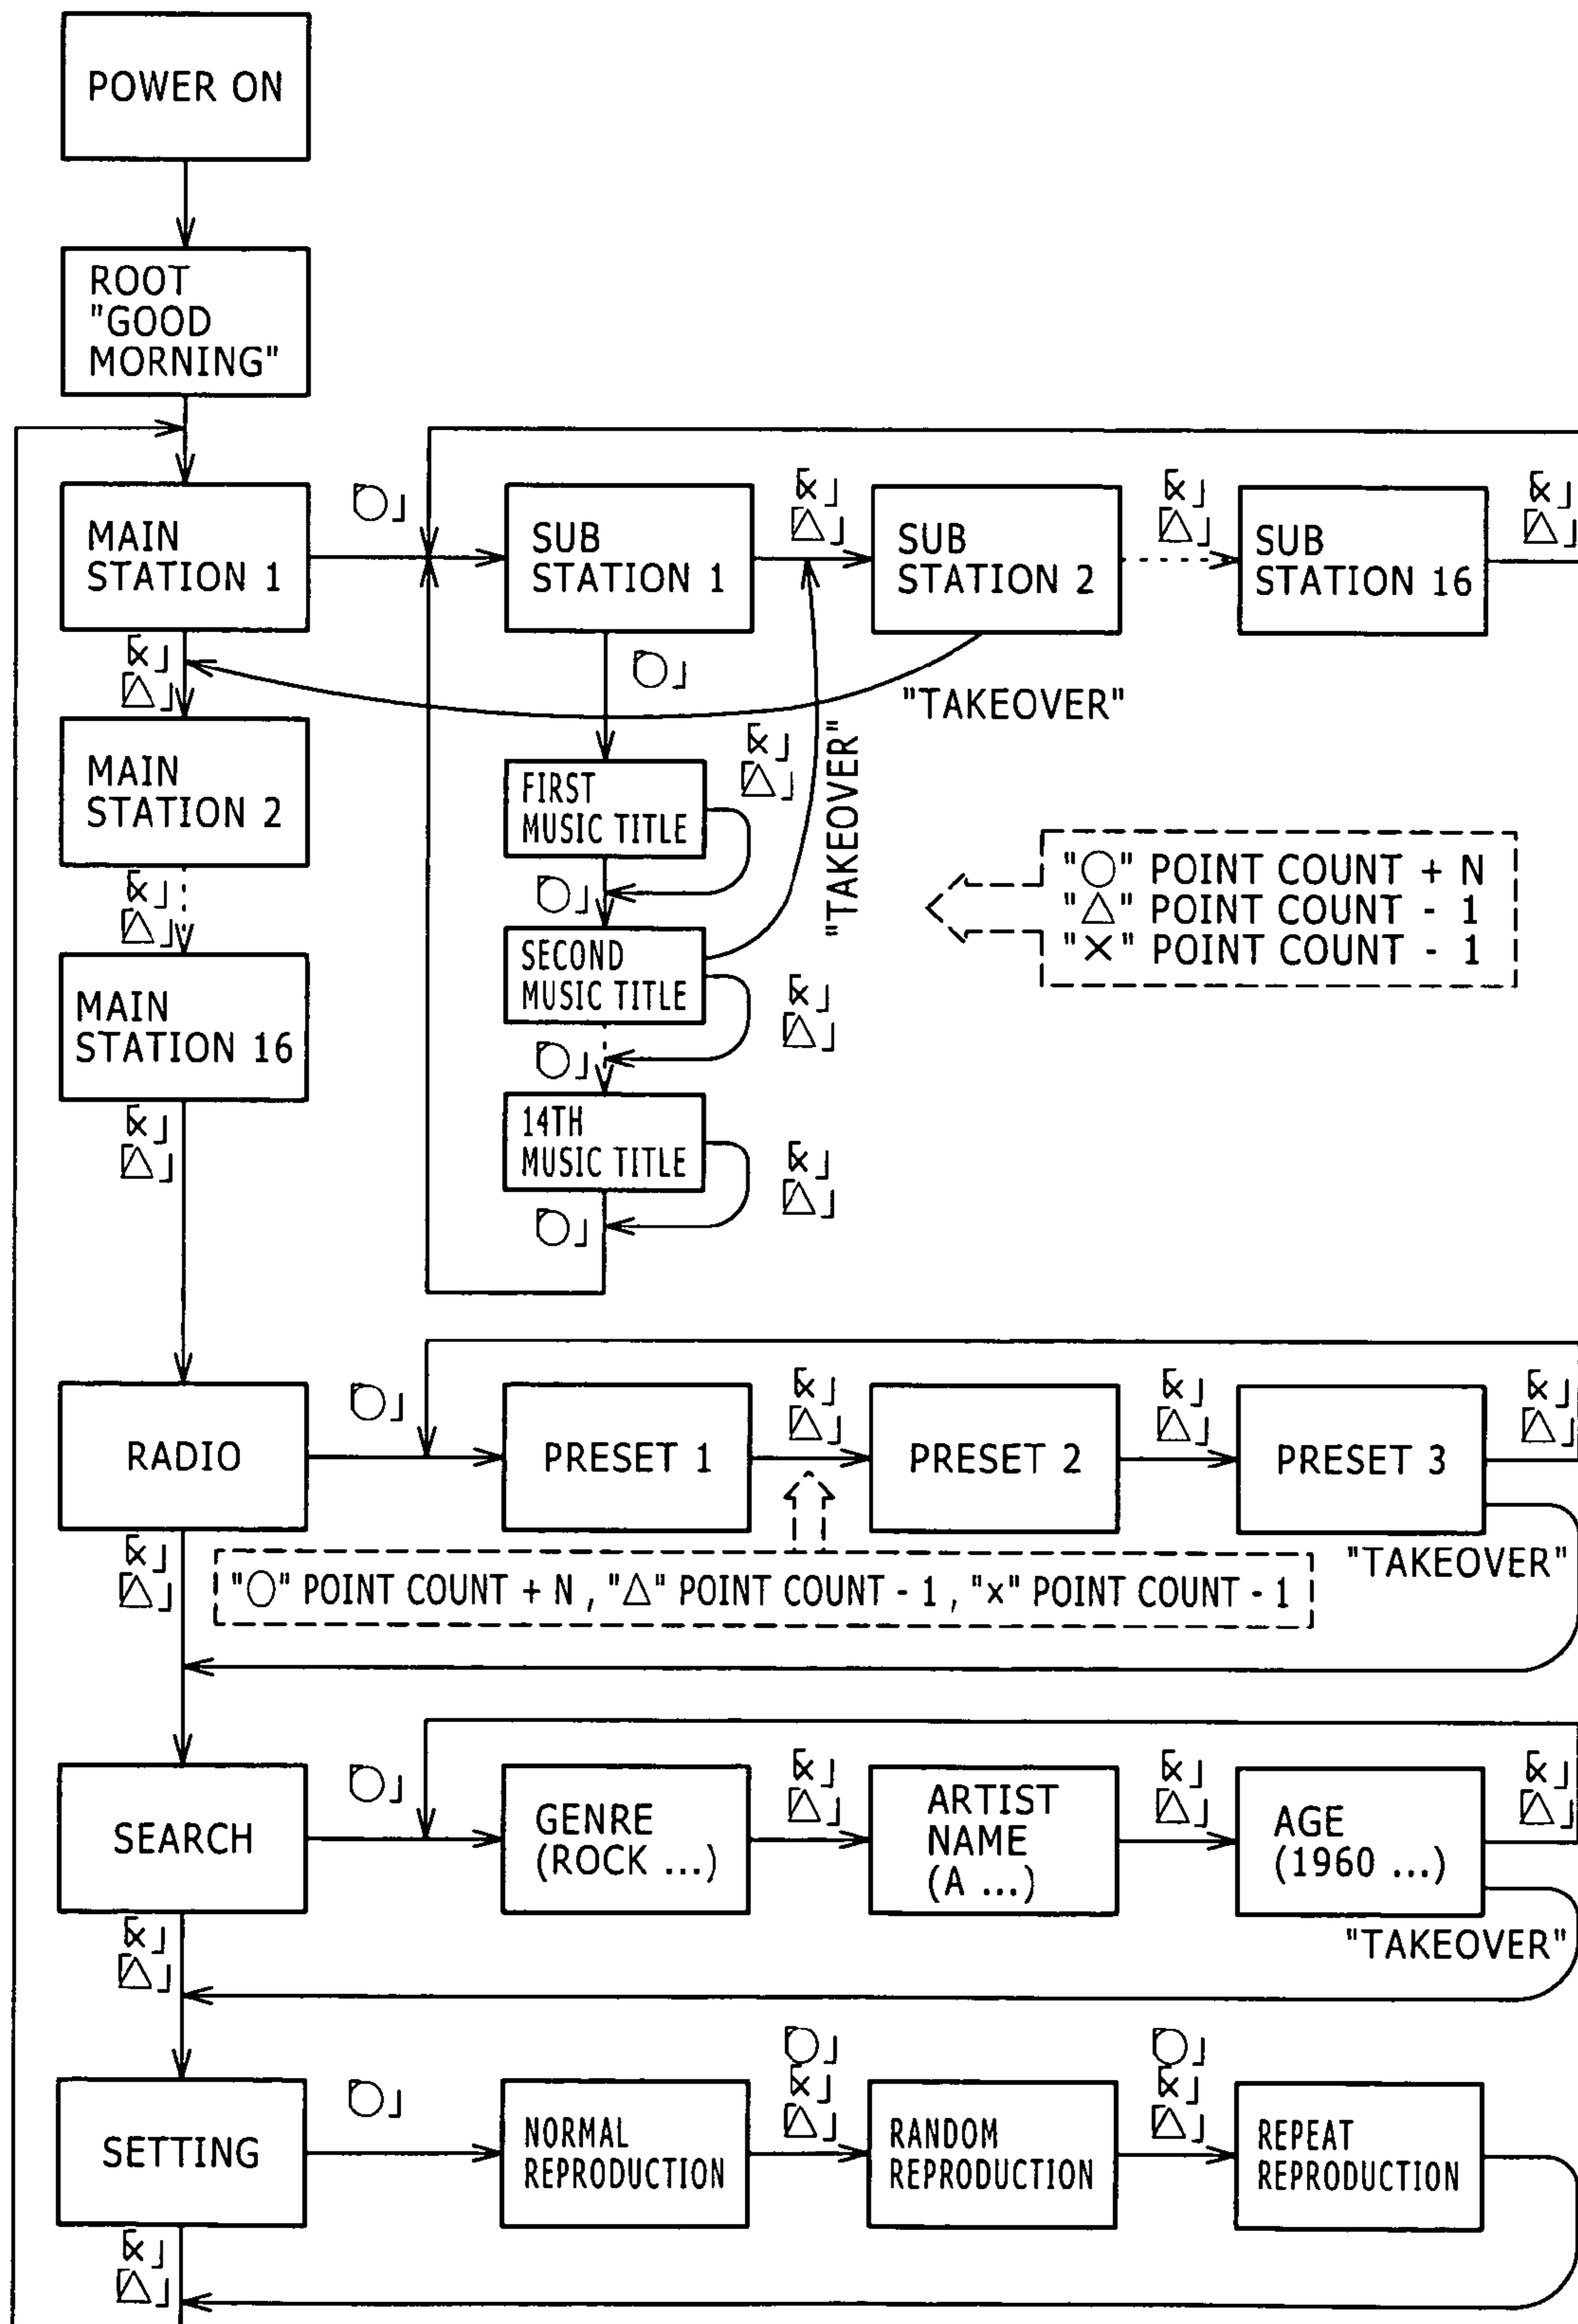 POWER ON
ROOT
"GOOD
MORNING"
MAIN
STATION 1
「○」
SUB
STATION 1
「×」
「△」
SUB
STATION 2
「×」
「△」
SUB
STATION 16
「×」
「△」
「×」
「△」
「○」
"TAKEOVER"
MAIN
STATION 2
FIRST
MUSIC TITLE
「×」
「△」
"TAKEOVER"
「○」
"○" POINT COUNT + N
"△" POINT COUNT - 1
"×" POINT COUNT - 1
「×」
「△」
MAIN
STATION 16
SECOND
MUSIC TITLE
「×」
「△」
「○」
「×」
「△」
14TH
MUSIC TITLE
「×」
「△」
「○」
RADIO
「○」
PRESET 1
「×」
「△」
PRESET 2
「×」
「△」
PRESET 3
「×」
「△」
「×」
「△」
"○" POINT COUNT + N , "△" POINT COUNT - 1 , "×" POINT COUNT - 1
"TAKEOVER"
SEARCH
「○」
GENRE
(ROCK ...)
「×」
「△」
ARTIST
NAME
(A ...)
「×」
「△」
AGE
(1960 ...)
「×」
「△」
"TAKEOVER"
「×」
「△」
SETTING
「○」
NORMAL
REPRODUCTION
「○」
「×」
「△」
RANDOM
REPRODUCTION
「○」
「×」
「△」
REPEAT
REPRODUCTION
「×」
「△」